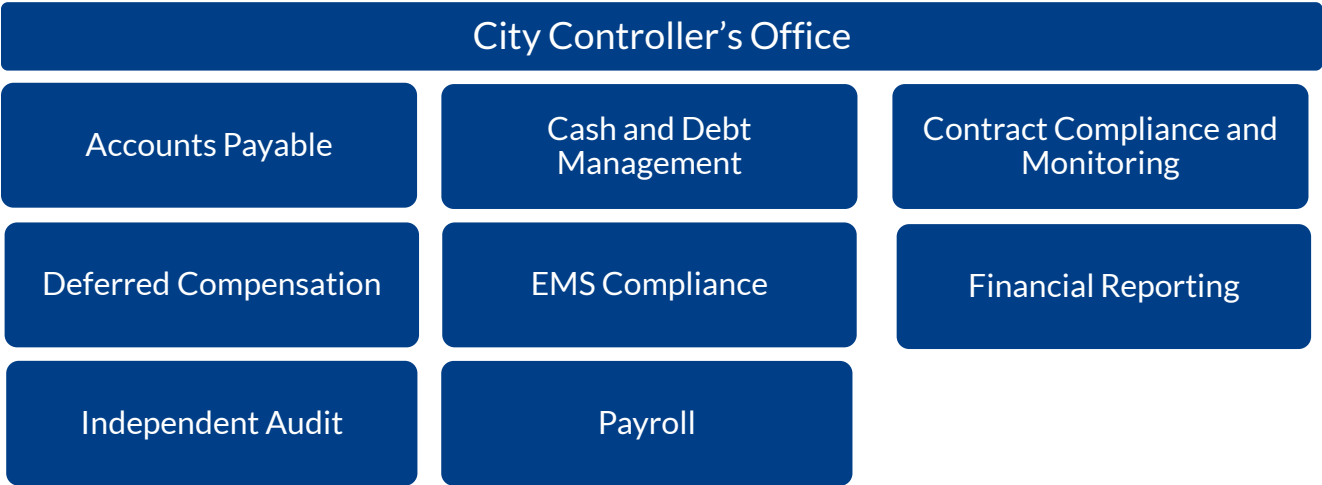 City Controller’s Office
Accounts Payable
Cash and Debt
Management
Contract Compliance and
Monitoring
Deferred Compensation
EMS Compliance
Financial Reporting
Independent Audit
Payroll